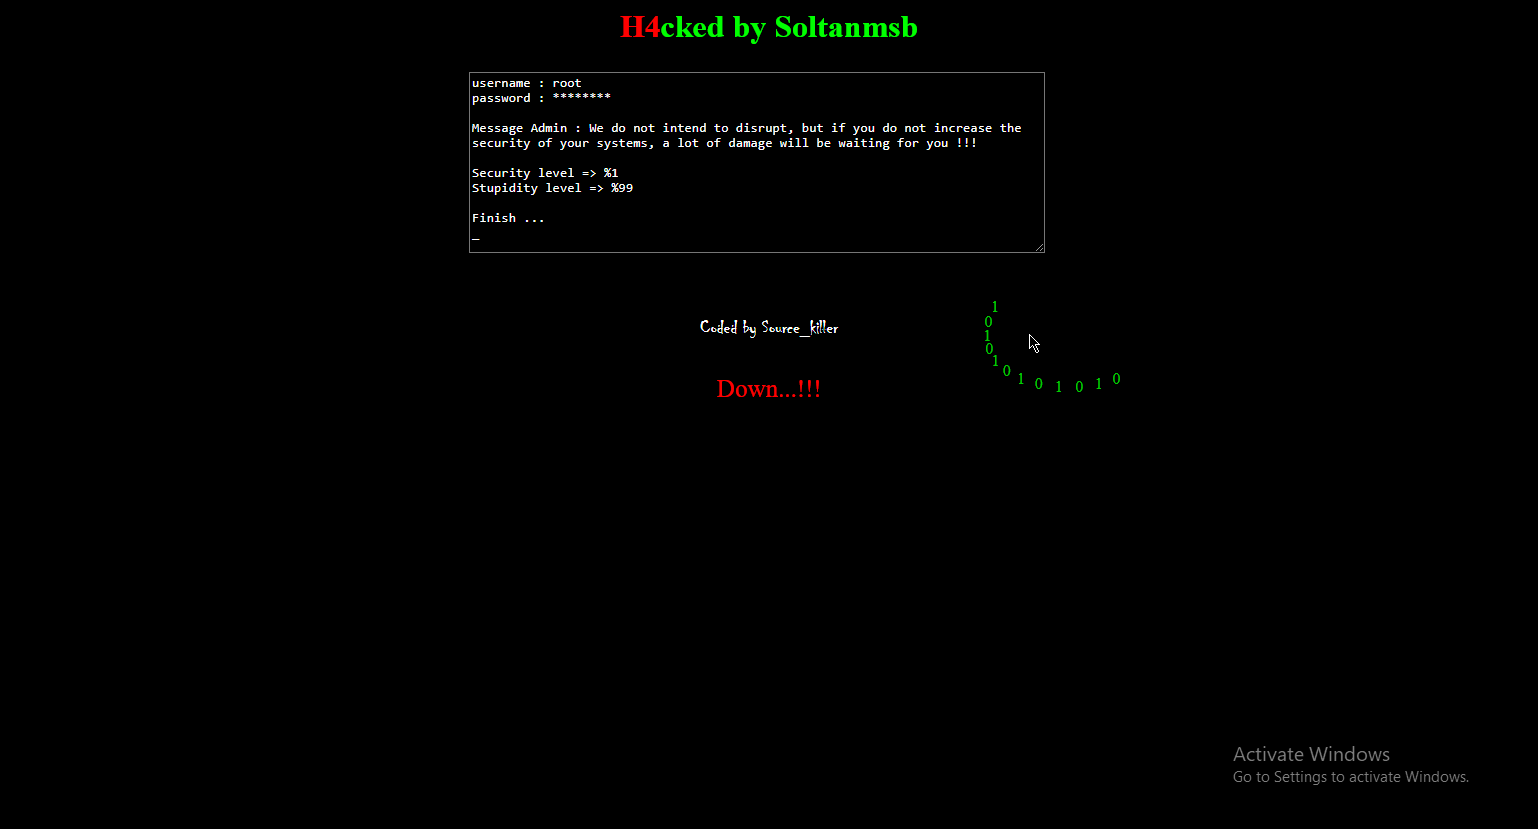 H4cked by Soltanmsb
username : root
password : ********
Message Admin : We do not intend to disrupt, but if you do not increase the
security of your systems, a lot of damage will be waiting for you !!!
Security level => %1
Stupidity level => %99
Finish ...
_
Coded by Source_killer
Down...!!!
1
0
1
0
1
0
1
0
1
0
1
0
Activate Windows
Go to Settings to activate Windows.